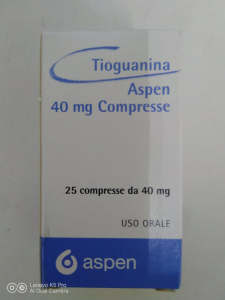 Tioguanina
Aspen
40 mg Compresse
25 compresse da 40 mg
USO ORALE
aspen
Lenovo K5 Pro
AI Dual Camera